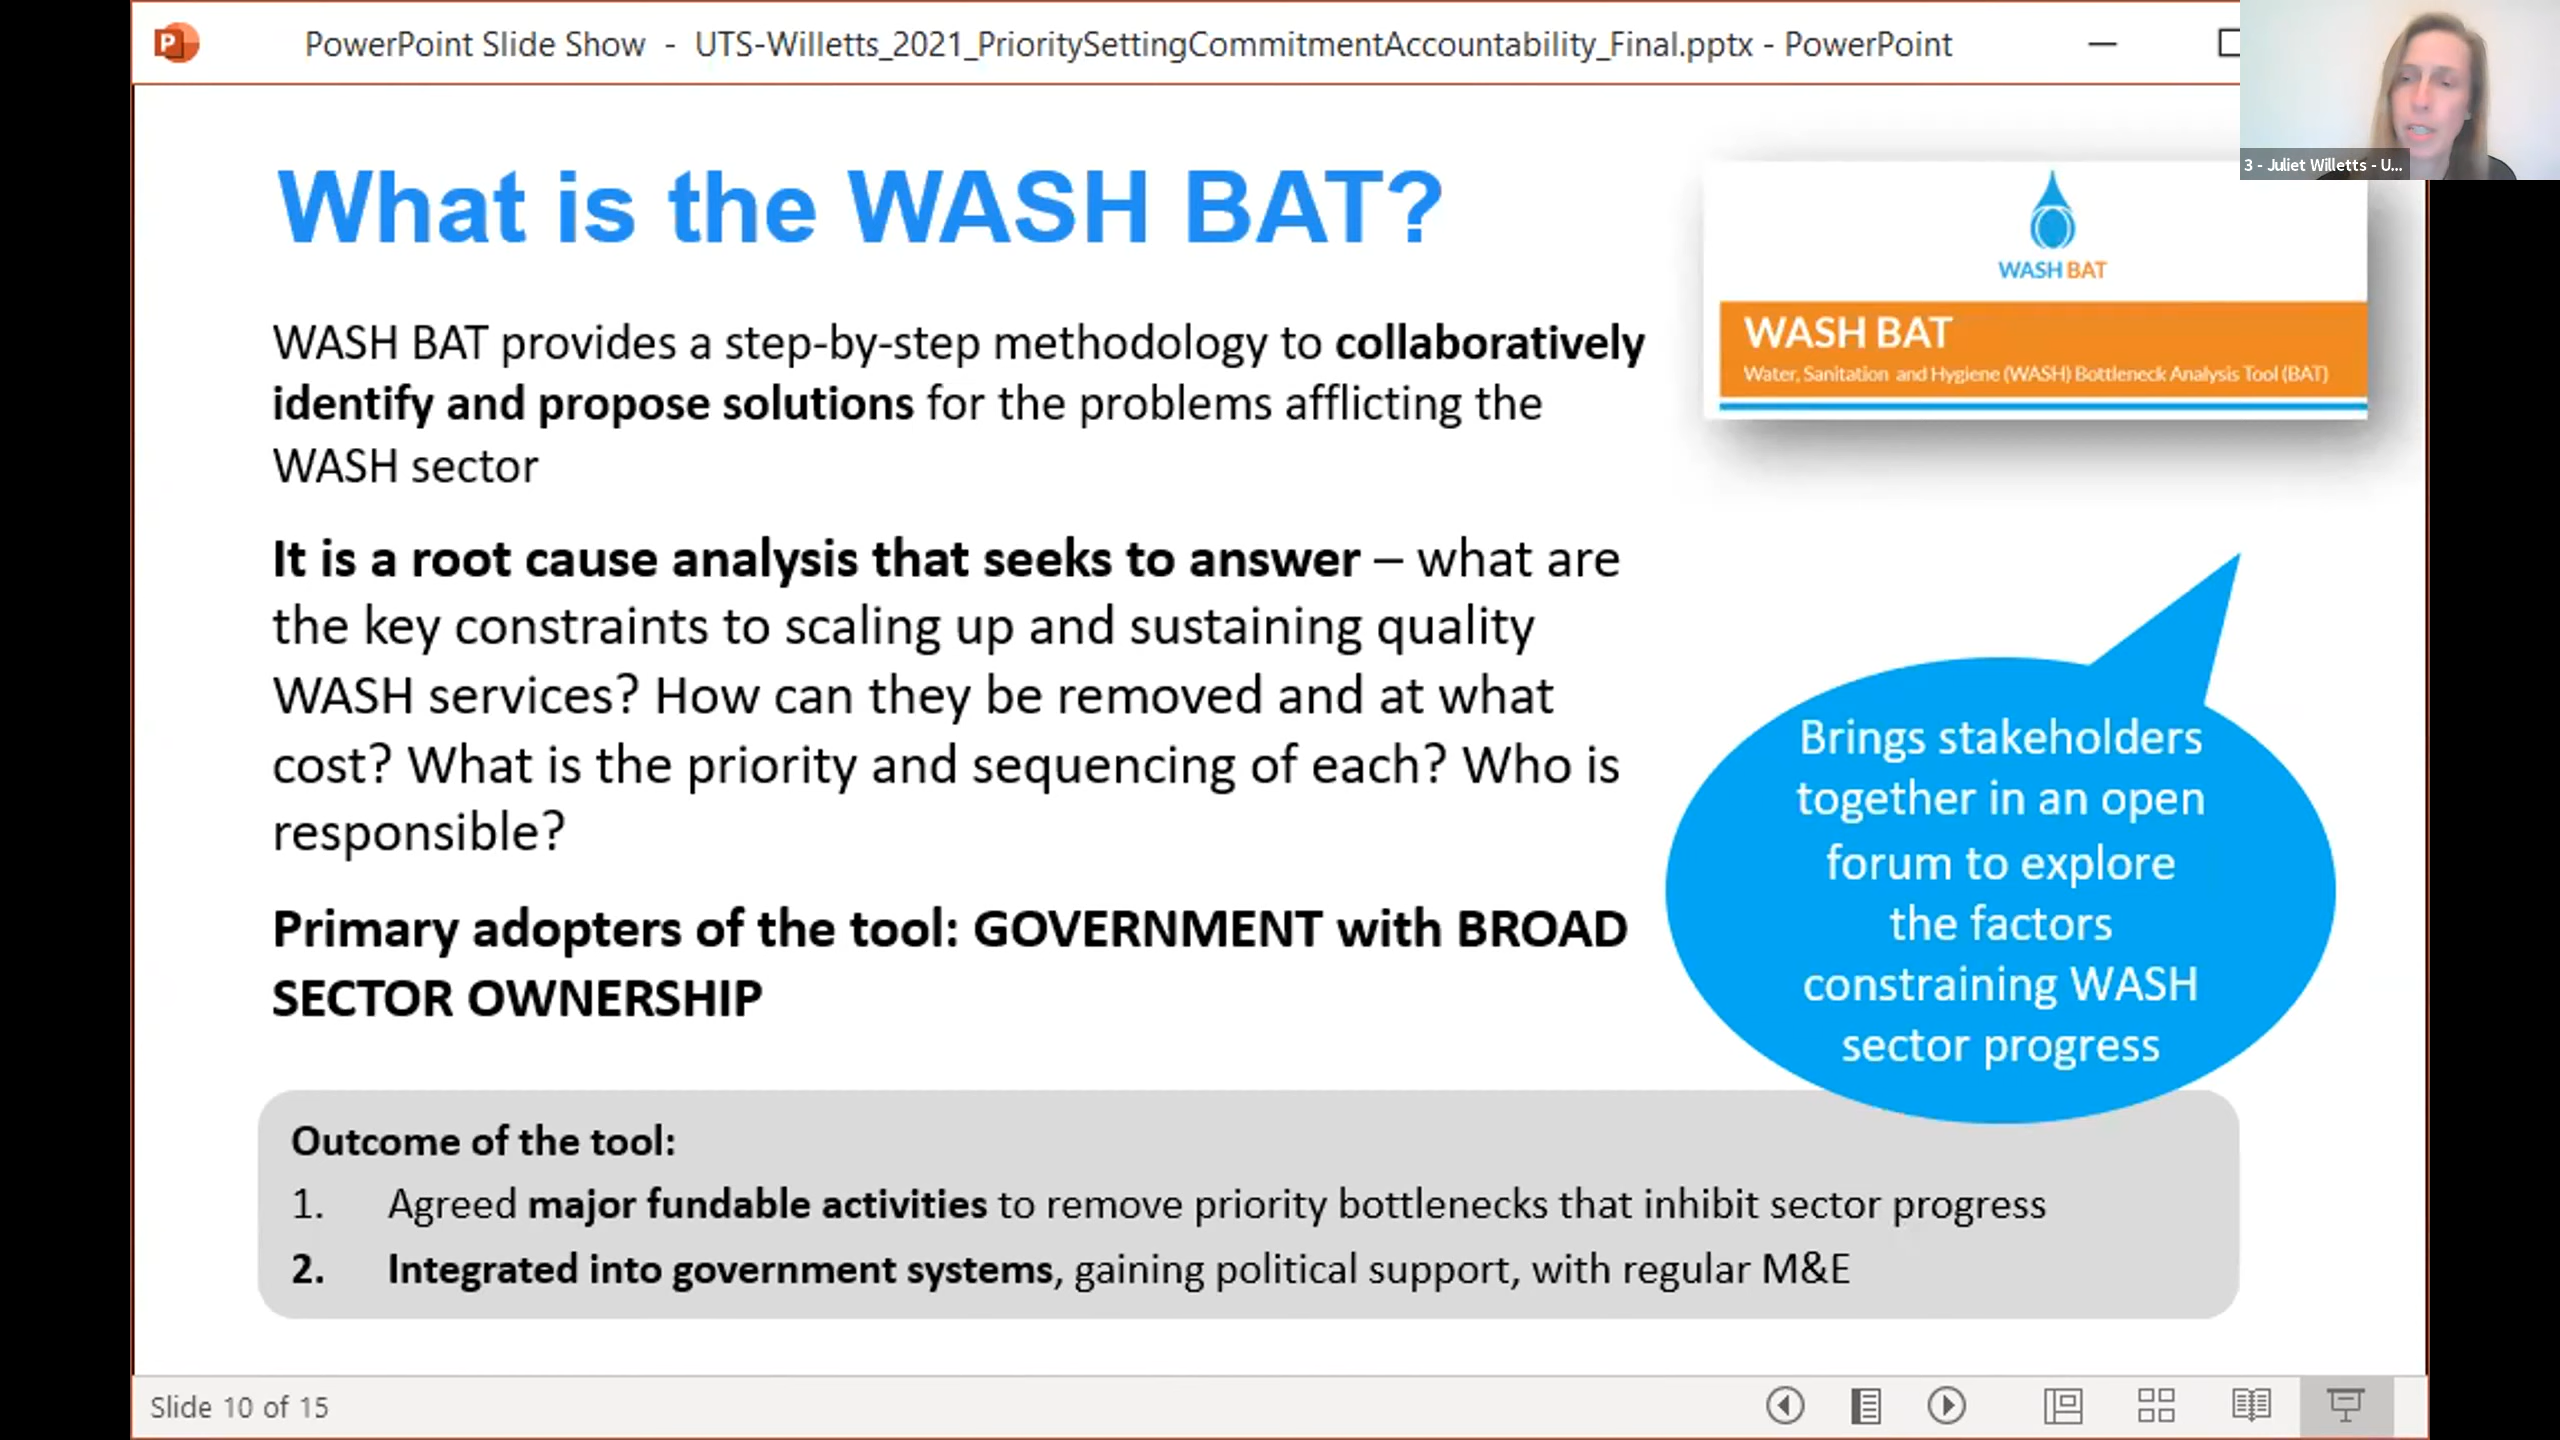 PowerPoint Slide Show - UTS-Willetts_2021_PrioritySettingCommitmentAccountability_Final.pptx - PowerPoint
3 - Juliet Willetts - U...
What is the WASH BAT?
WASH BAT
WASH BAT
Water, Sanitation and Hygiene (WASH) Bottleneck Analysis Tool (BAT)
WASH BAT provides a step-by-step methodology to collaboratively
identify and propose solutions for the problems afflicting the
WASH sector
It is a root cause analysis that seeks to answer – what are
the key constraints to scaling up and sustaining quality
WASH services? How can they be removed and at what
cost? What is the priority and sequencing of each? Who is
responsible?
Primary adopters of the tool: GOVERNMENT with BROAD
SECTOR OWNERSHIP
Brings stakeholders
together in an open
forum to explore
the factors
constraining WASH
sector progress
Outcome of the tool:
1. Agreed major fundable activities to remove priority bottlenecks that inhibit sector progress
2. Integrated into government systems, gaining political support, with regular M&E
Slide 10 of 15